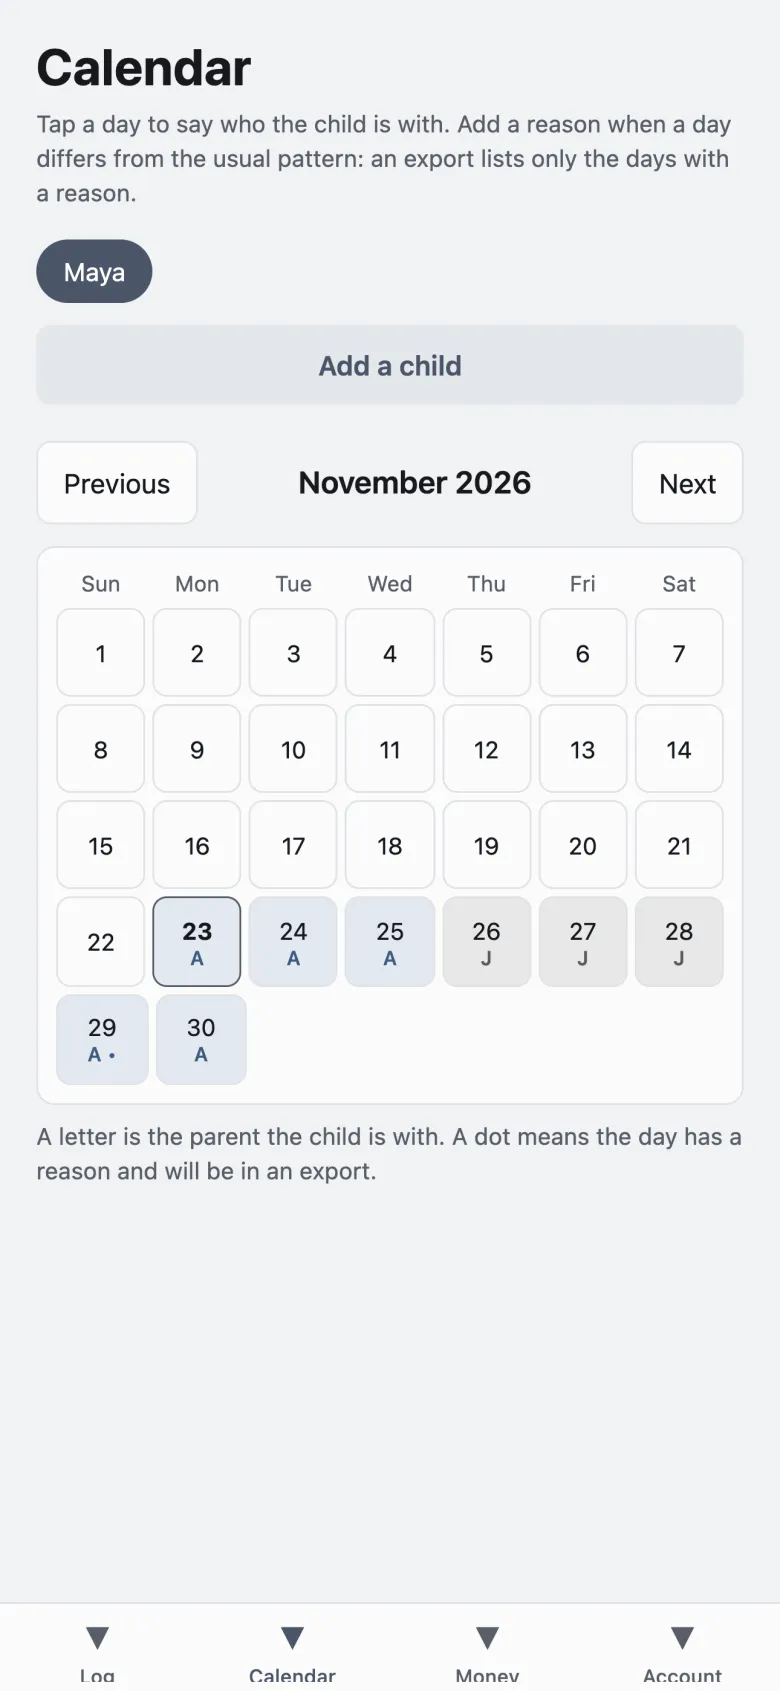 Calendar
Tap a day to say who the child is with. Add a reason when a day
differs from the usual pattern: an export lists only the days with
a reason.
Maya
Add a child
Previous November 2026 Next
Sun Mon Tue Wed Thu Fri Sat
1 2 3 4 5 6 7
8 9 10 11 12 13 14
15 16 17 18 19 20 21
22 23 24 25 26 27 28
A A A J J J
29 30
A • A
A letter is the parent the child is with. A dot means the day has a
reason and will be in an export.
Log Calendar Money Account